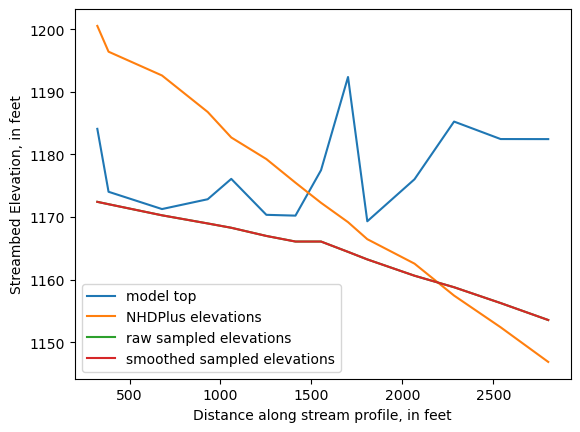 1200
1190
1180
1170
1160
1150
Streambed Elevation, in feet
model top
NHDPlus elevations
raw sampled elevations
smoothed sampled elevations
500
1000
1500
2000
2500
Distance along stream profile, in feet